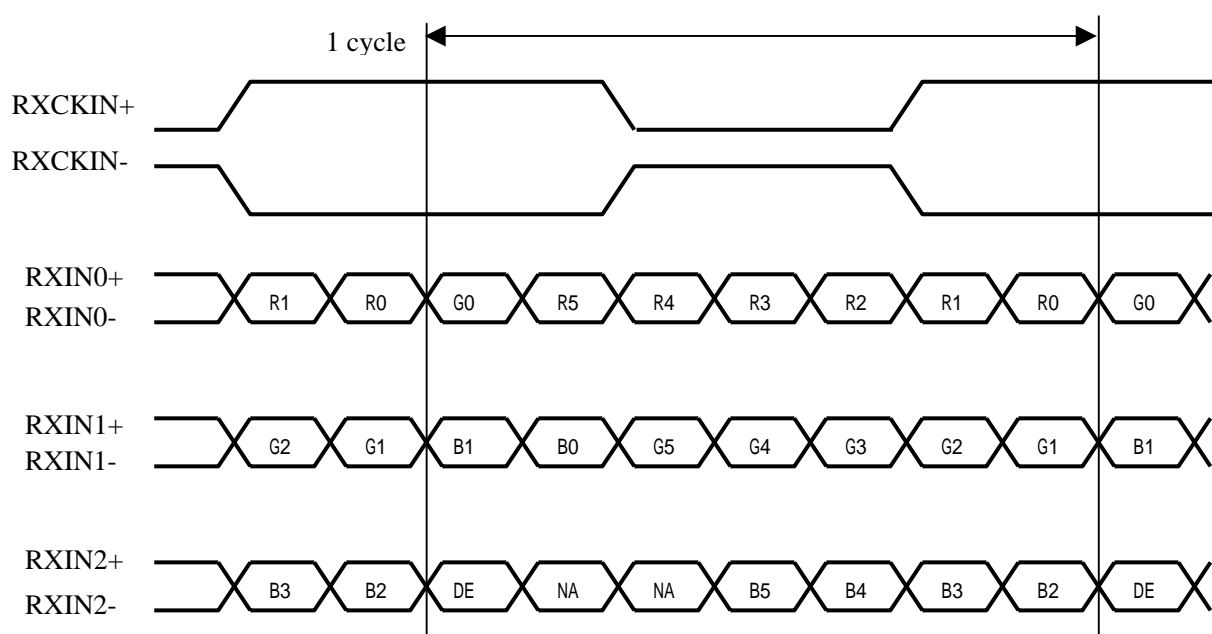 1 cycle
RXCKIN+
RXCKIN-
RXIN0+
R1 R0 G0 R5 R4 R3 R2 R1 R0 G0
RXIN0-
RXIN1+
G2 G1 B1 B0 G5 G4 G3 G2 G1 B1
RXIN1-
RXIN2+
B3 B2 DE NA NA B5 B4 B3 B2 DE
RXIN2-